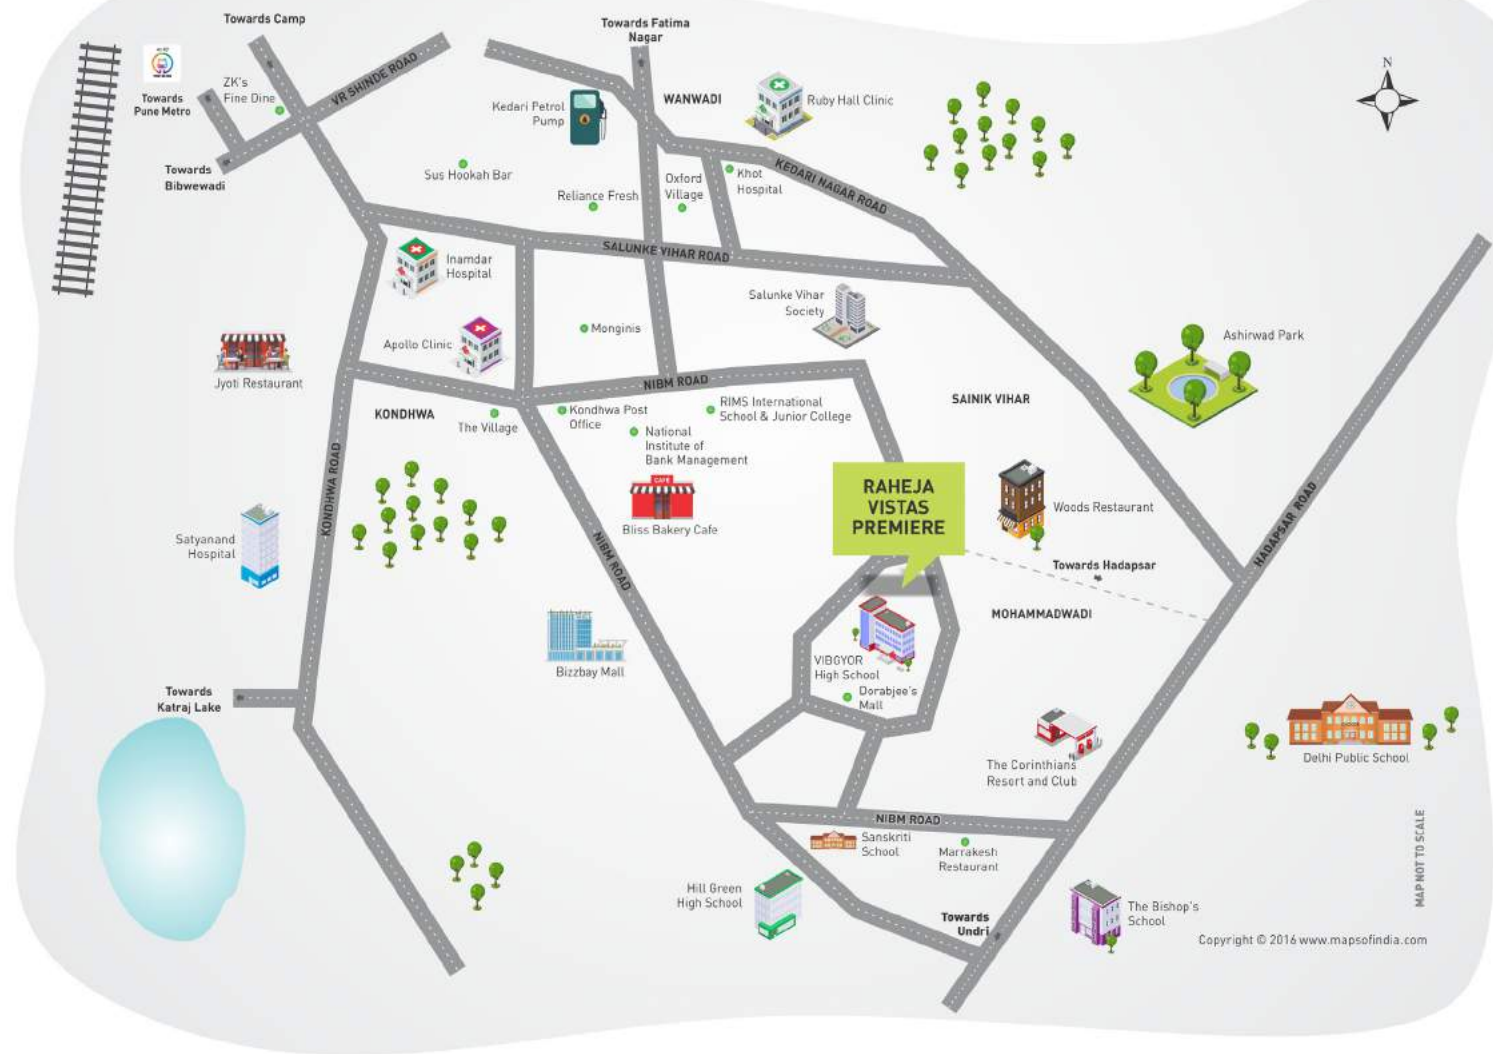 Towards Camp
Towards Fatima
Nagar
N
VR SHINDE ROAD
ZK's
Fine Dine
Towards
Pune Metro
Kedari Petrol
Pump
WANWADI
Ruby Hall Clinic
Towards
Bibwewadi
Sus Hookah Bar
Reliance Fresh
Oxford
Village
Khot
Hospital
KEDARI NAGAR ROAD
SALUNKE VIHAR ROAD
Inamdar
Hospital
Salunke Vihar
Society
Monginis
Apollo Clinic
Ashirwad Park
Jyoti Restaurant
NIBM ROAD
KONDHWA
The Village
Kondhwa Post
Office
RIMS International
School & Junior College
SAINIK VIHAR
National
Institute of
Bank Management
CAFE
Bliss Bakery Cafe
RAHEJA
VISTAS
PREMIERE
Woods Restaurant
KONDHWA ROAD
Satyanand
Hospital
NIBM ROAD
HADAPSAR ROAD
Towards Hadapsar
MOHAMMADWADI
Bizzbay Mall
VIBGYOR
High School
Dorabjee's
Mall
Towards
Katraj Lake
The Corinthians
Resort and Club
Delhi Public School
NIBM ROAD
Sanskriti
School
Marrakesh
Restaurant
Hill Green
High School
Towards
Undri
The Bishop's
School
MAP NOT TO SCALE
Copyright © 2016 www.mapsofindia.com